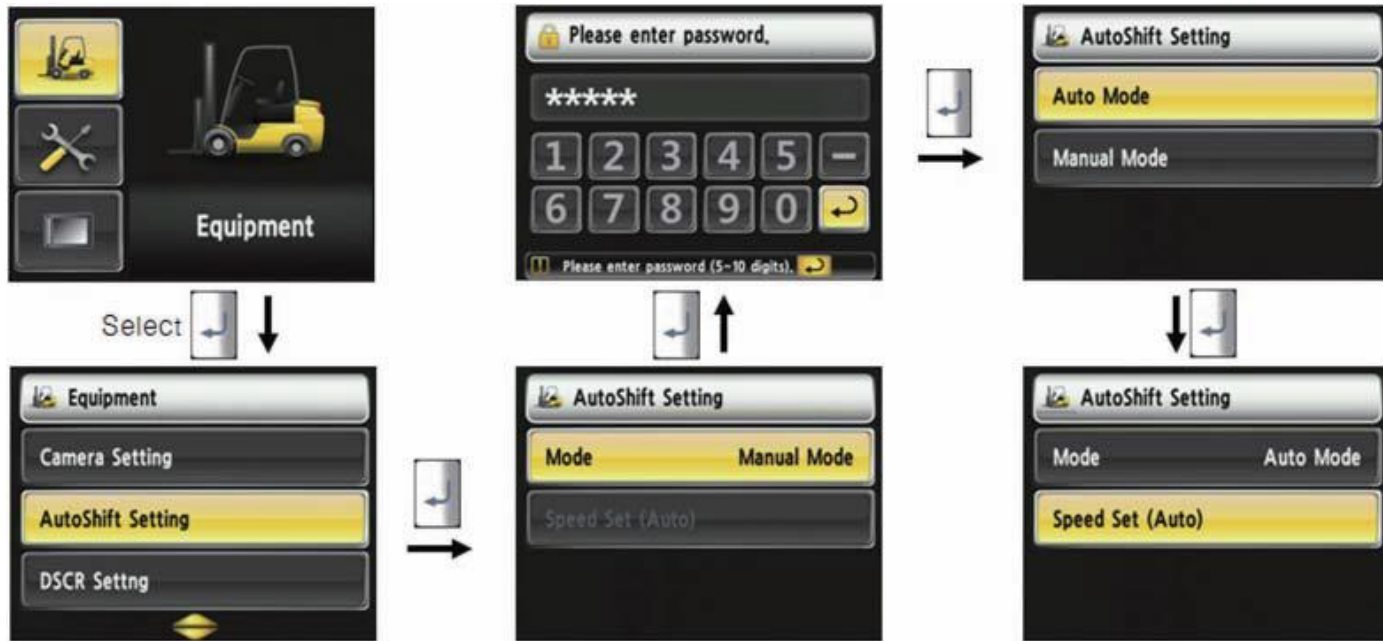 Equipment
Select
Equipment
Camera Setting
AutoShift Setting
DSCR Settng
AutoShift Setting
Mode Manual Mode
Speed Set (Auto)
Please enter password.
*****
1 2 3 4 5 -
6 7 8 9 0
Please enter password (5-10 digits).
AutoShift Setting
Auto Mode
Manual Mode
AutoShift Setting
Mode Auto Mode
Speed Set (Auto)